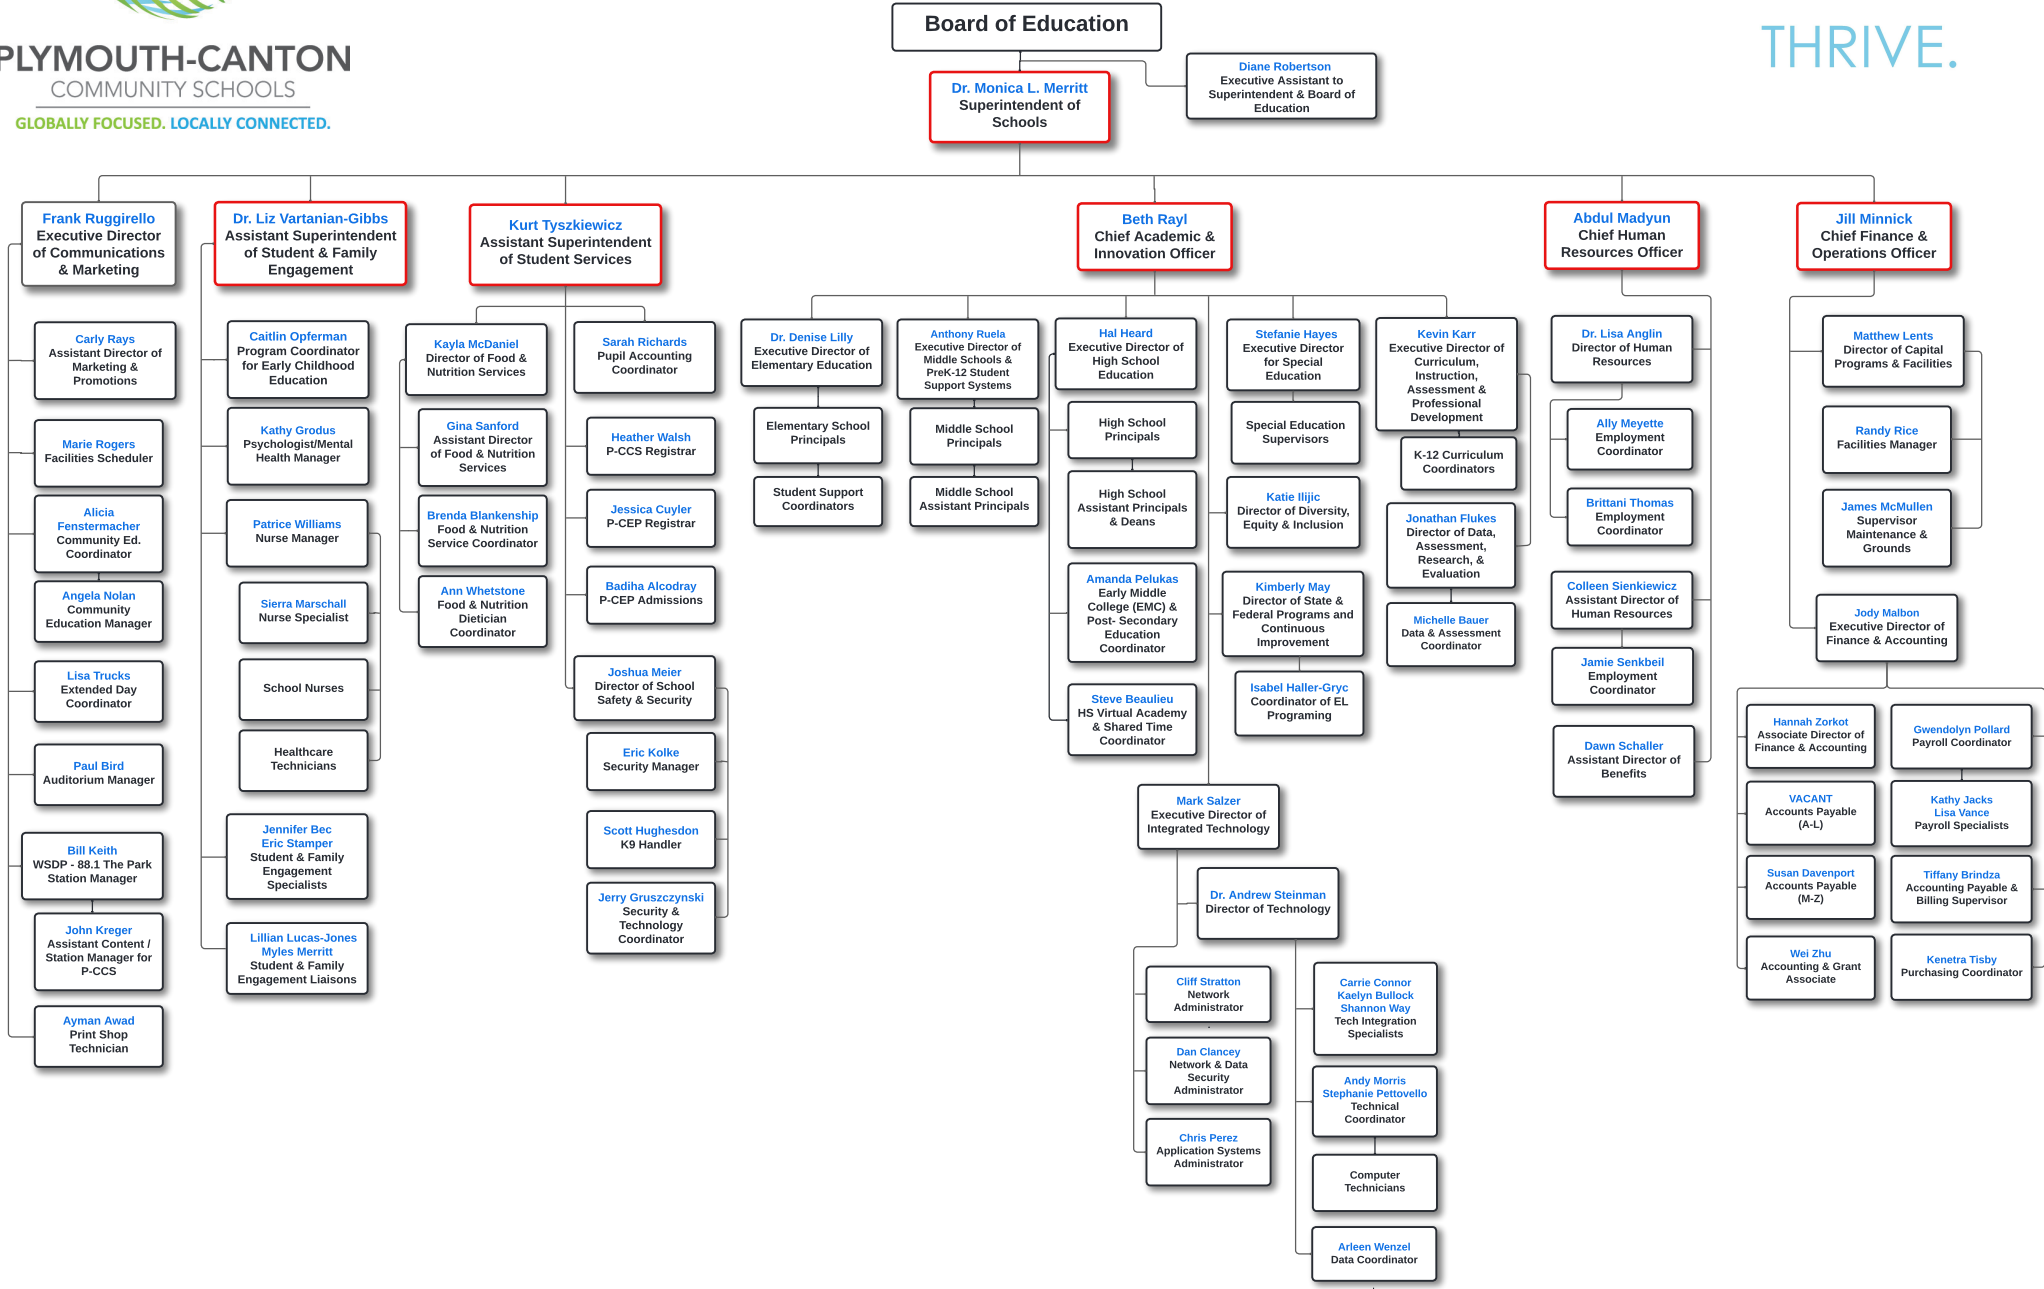 PLYMOUTH-CANTON
COMMUNITY SCHOOLS
GLOBALLY FOCUSED. LOCALLY CONNECTED.
THRIVE.
Board of Education
Diane Robertson
Executive Assistant to
Superintendent & Board of
Education
Dr. Monica L. Merritt
Superintendent of
Schools
Frank Ruggirello
Executive Director
of Communications
& Marketing
Carly Rays
Assistant Director of
Marketing &
Promotions
Marie Rogers
Facilities Scheduler
Alicia
Fenstermacher
Community Ed.
Coordinator
Angela Nolan
Community
Education Manager
Lisa Trucks
Extended Day
Coordinator
Paul Bird
Auditorium Manager
Bill Keith
WSDP - 88.1 The Park
Station Manager
John Kreger
Assistant Content /
Station Manager for
P-CCS
Ayman Awad
Print Shop
Technician
Dr. Liz Vartanian-Gibbs
Assistant Superintendent
of Student & Family
Engagement
Caitlin Opferman
Program Coordinator
for Early Childhood
Education
Kathy Grodus
Psychologist/Mental
Health Manager
Patrice Williams
Nurse Manager
Sierra Marschall
Nurse Specialist
School Nurses
Healthcare
Technicians
Jennifer Bec
Eric Stamper
Student & Family
Engagement
Specialists
Lillian Lucas-Jones
Myles Merritt
Student & Family
Engagement Liaisons
Kurt Tyszkiewicz
Assistant Superintendent
of Student Services
Kayla McDaniel
Director of Food &
Nutrition Services
Gina Sanford
Assistant Director
of Food & Nutrition
Services
Brenda Blankenship
Food & Nutrition
Service Coordinator
Ann Whetstone
Food & Nutrition
Dietician
Coordinator
Sarah Richards
Pupil Accounting
Coordinator
Heather Walsh
P-CCS Registrar
Jessica Cuyler
P-CEP Registrar
Badiha Alcodray
P-CEP Admissions
Joshua Meier
Director of School
Safety & Security
Eric Kolke
Security Manager
Scott Hughesdon
K9 Handler
Jerry Gruszczynski
Security &
Technology
Coordinator
Beth Rayl
Chief Academic &
Innovation Officer
Dr. Denise Lilly
Executive Director of
Elementary Education
Elementary School
Principals
Student Support
Coordinators
Anthony Ruela
Executive Director of
Middle Schools &
PreK-12 Student
Support Systems
Middle School
Principals
Middle School
Assistant Principals
Hal Heard
Executive Director of
High School
Education
High School
Principals
High School
Assistant Principals
& Deans
Amanda Pelukas
Early Middle
College (EMC) &
Post- Secondary
Education
Coordinator
Steve Beaulieu
HS Virtual Academy
& Shared Time
Coordinator
Stefanie Hayes
Executive Director
for Special
Education
Special Education
Supervisors
Katie Ilijic
Director of Diversity,
Equity & Inclusion
Kimberly May
Director of State &
Federal Programs and
Continuous
Improvement
Isabel Haller-Gryc
Coordinator of EL
Programing
Kevin Karr
Executive Director of
Curriculum,
Instruction,
Assessment &
Professional
Development
K-12 Curriculum
Coordinators
Jonathan Flukes
Director of Data,
Assessment,
Research, &
Evaluation
Michelle Bauer
Data & Assessment
Coordinator
Mark Salzer
Executive Director of
Integrated Technology
Dr. Andrew Steinman
Director of Technology
Cliff Stratton
Network
Administrator
Dan Clancey
Network & Data
Security
Administrator
Chris Perez
Application Systems
Administrator
Carrie Connor
Kaelyn Bullock
Shannon Way
Tech Integration
Specialists
Andy Morris
Stephanie Pettovello
Technical
Coordinator
Computer
Technicians
Arleen Wenzel
Data Coordinator
Abdul Madyun
Chief Human
Resources Officer
Dr. Lisa Anglin
Director of Human
Resources
Ally Meyette
Employment
Coordinator
Brittani Thomas
Employment
Coordinator
Colleen Sienkiewicz
Assistant Director of
Human Resources
Jamie Senkbeil
Employment
Coordinator
Dawn Schaller
Assistant Director of
Benefits
Jill Minnick
Chief Finance &
Operations Officer
Matthew Lents
Director of Capital
Programs & Facilities
Randy Rice
Facilities Manager
James McMullen
Supervisor
Maintenance &
Grounds
Jody Malbon
Executive Director of
Finance & Accounting
Hannah Zorkot
Associate Director of
Finance & Accounting
VACANT
Accounts Payable
(A-L)
Susan Davenport
Accounts Payable
(M-Z)
Wei Zhu
Accounting & Grant
Associate
Gwendolyn Pollard
Payroll Coordinator
Kathy Jacks
Lisa Vance
Payroll Specialists
Tiffany Brindza
Accounting Payable &
Billing Supervisor
Kenetra Tisby
Purchasing Coordinator